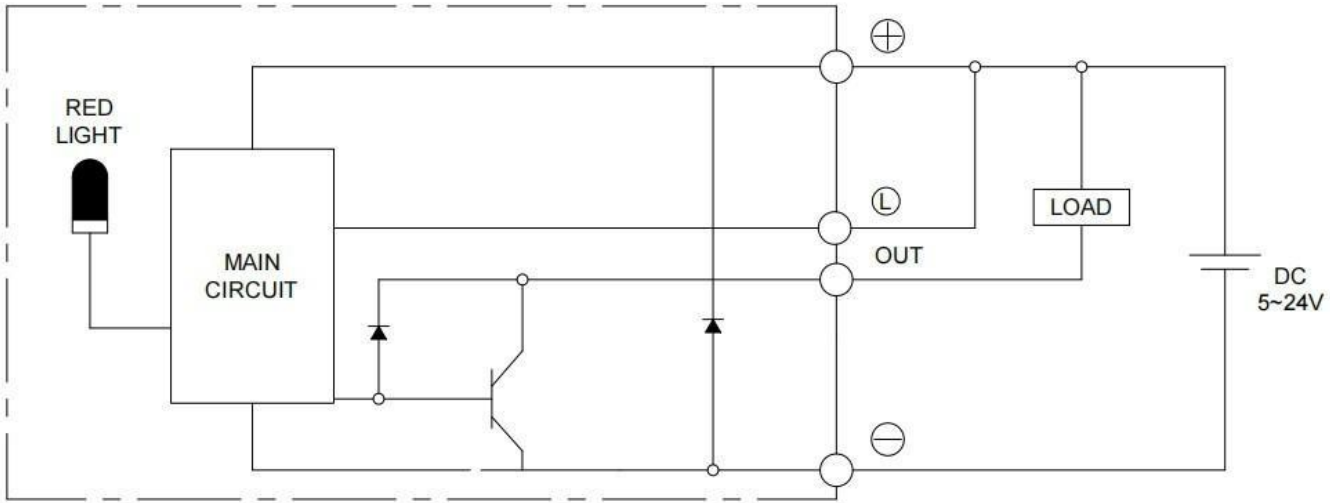 ⊕
RED
LIGHT
Ⓛ
LOAD
OUT
MAIN
CIRCUIT
DC
5~24V
⊖